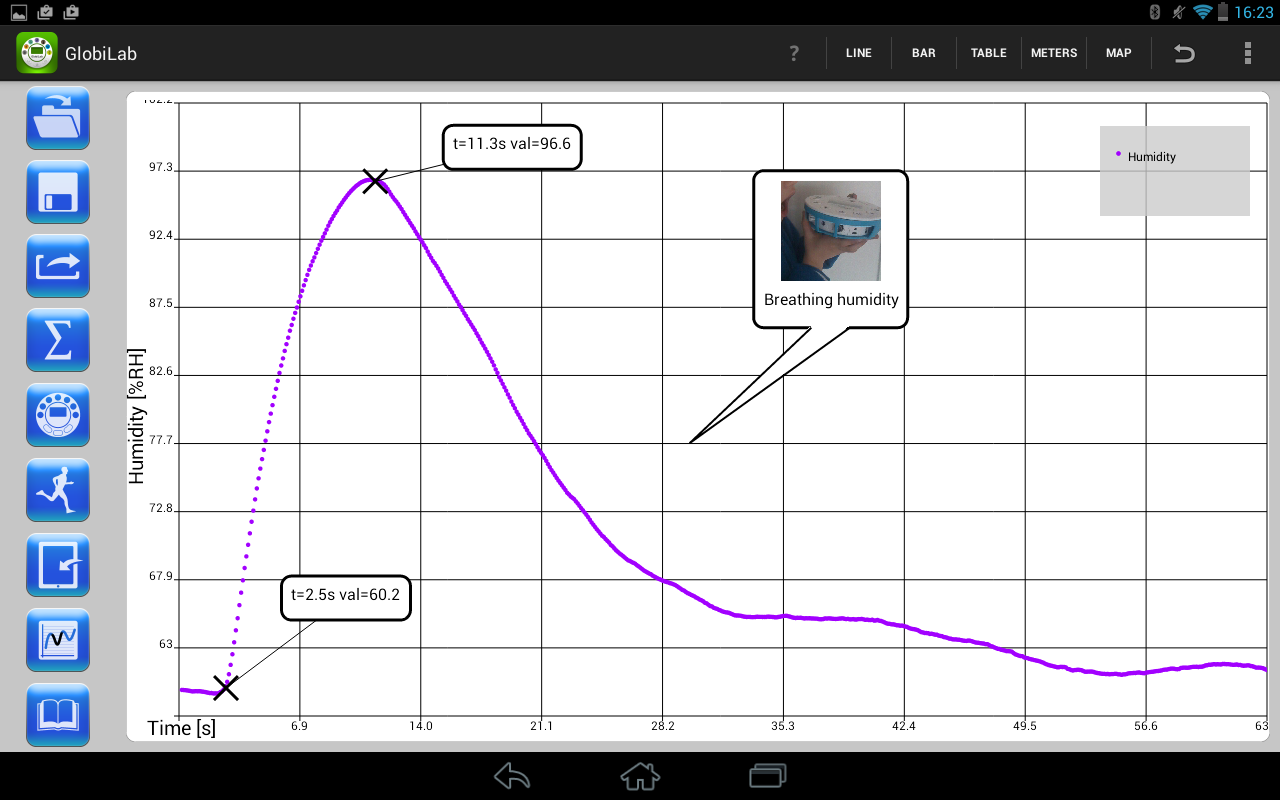 16:23
GlobiLab
?
LINE
BAR
TABLE
METERS
MAP
102.2
97.3
92.4
87.5
82.6
77.7
72.8
67.9
63
Humidity [%RH]
t=11.3s val=96.6
Humidity
Breathing humidity
t=2.5s val=60.2
Σ
Time [s]
6.9
14.0
21.1
28.2
35.3
42.4
49.5
56.6
63